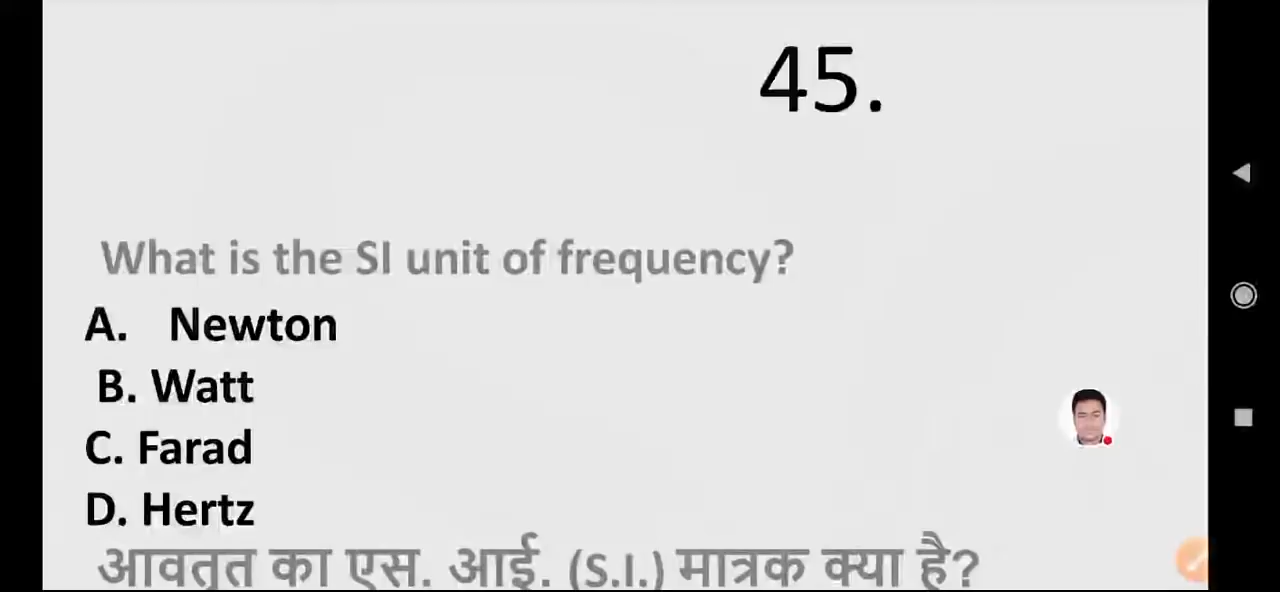 45.
What is the SI unit of frequency?
A. Newton
B. Watt
C. Farad
D. Hertz
आवतृत का एस. आई. (S.I.) मात्रक क्या है?